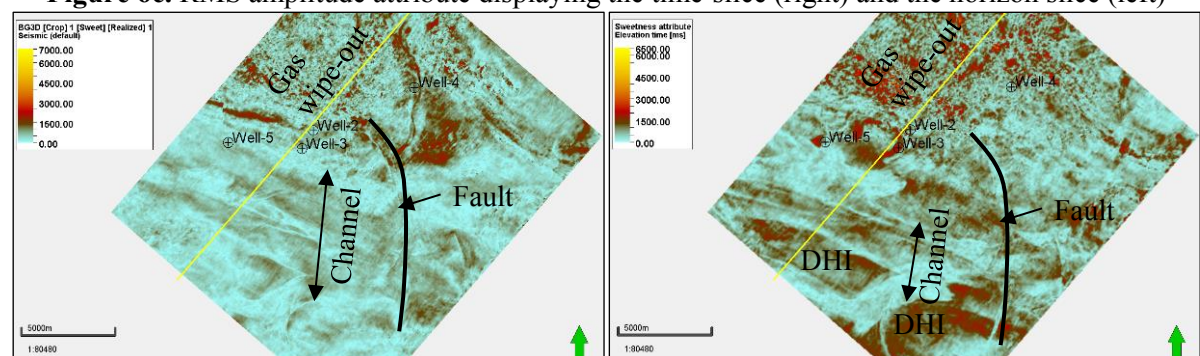 Figure 6c. RMS amplitude attribute displaying the time-slice (right) and the horizon slice (left)
BG3D [Crop] 1 [Sweet] [Realized] 1
Seismic (default)
7000.00
6000.00
4500.00
3000.00
1500.00
0.00
Gas
wipe-out
Well-4
Well-2
Well-5
Well-3
Channel
Fault
5000m
1:80480
Sweetness attribute
Elevation time [ms]
6500.00
6000.00
4500.00
3000.00
1500.00
0.00
Gas
wipe-out
Well-4
Well-2
Well-5
Well-3
Fault
Channel
DHI
DHI
5000m
1:80480